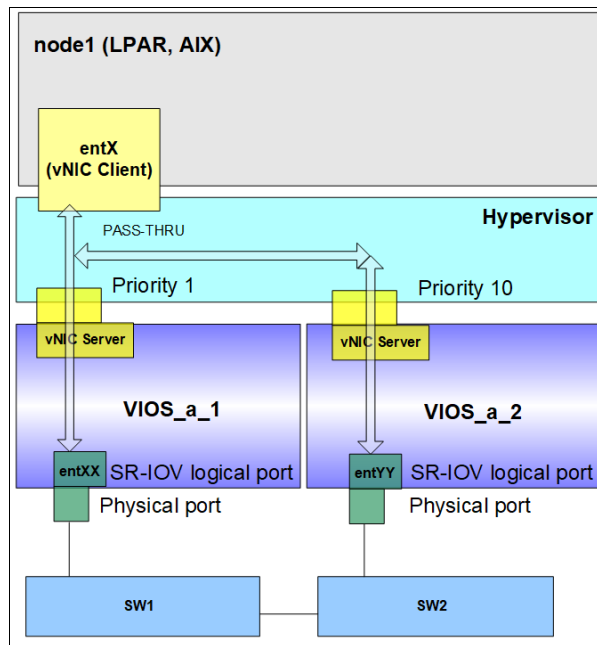 node1 (LPAR, AIX)
entX
(vNIC Client)
Hypervisor
PASS-THRU
Priority 1
Priority 10
vNIC Server
vNIC Server
VIOS_a_1
VIOS_a_2
entXX
SR-IOV logical port
entYY
SR-IOV logical port
Physical port
Physical port
SW1
SW2